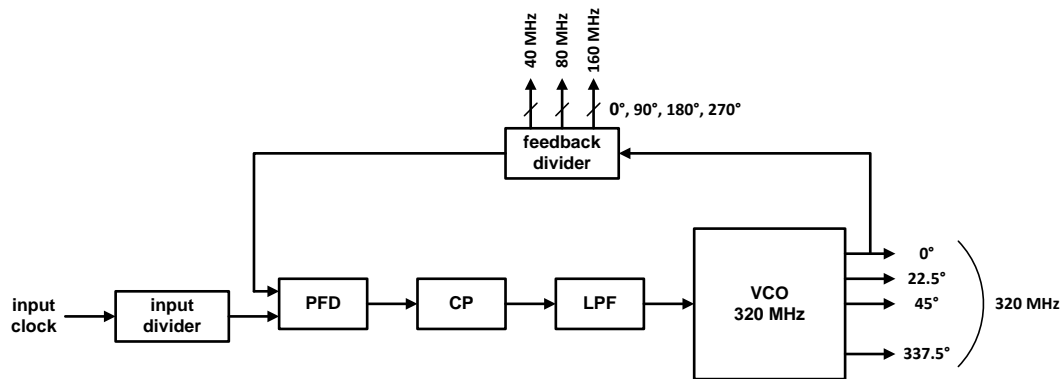 40 MHz
80 MHz
160 MHz
0°, 90°, 180°, 270°
feedback
divider
input
clock
input
divider
PFD
CP
LPF
VCO
320 MHz
0°
22.5°
45°
337.5°
320 MHz